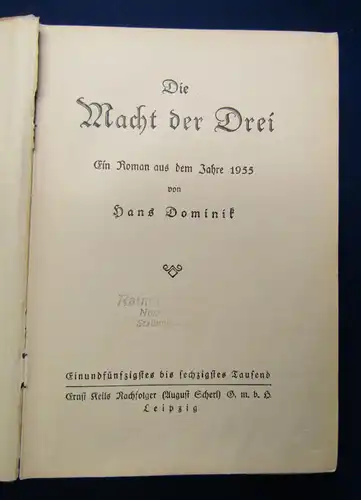 Die
Macht der Drei
Ein Roman aus dem Jahre 1955
von
Hans Dominik
Einundfünfzigstes bis sechzigstes Tausend
Ernst Keils Nachfolger (August Scherl) G. m. b. H
Leipzig